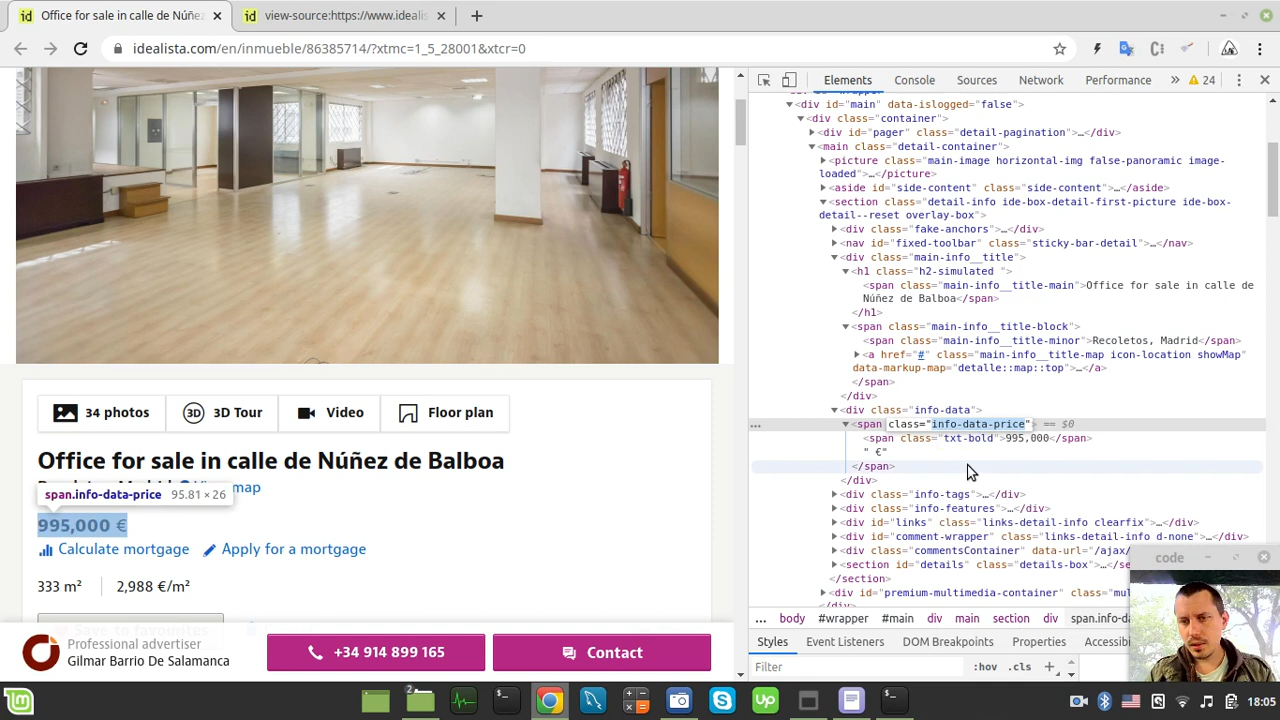 Office for sale in calle de Núñez
view-source:https://www.idealis
idealista.com/en/inmueble/86385714/?xtmc=1_5_28001&xtcr=0
34 photos
3D
3D Tour
Video
Floor plan
Office for sale in calle de Núñez de Balboa
map
span.info-data-price 95.81 × 26
995,000 €
Calculate mortgage
Apply for a mortgage
333 m²
2,988 €/m²
Professional advertiser
Gilmar Barrio De Salamanca
+34 914 899 165
Contact
Elements Console Sources Network Performance » 24
▼<div id="main" data-islogged="false">
▼<div class="container">
▶<div id="pager" class="detail-pagination">…</div>
▼<main class="detail-container">
▶<picture class="main-image horizontal-img false-panoramic image-
loaded">…</picture>
▶<aside id="side-content" class="side-content">…</aside>
▼<section class="detail-info ide-box-detail-first-picture ide-box-
detail--reset overlay-box">
▶<div class="fake-anchors">…</div>
▶<nav id="fixed-toolbar" class="sticky-bar-detail">…</nav>
▼<div class="main-info__title">
▼<h1 class="h2-simulated ">
<span class="main-info__title-main">Office for sale in calle de
Núñez de Balboa</span>
</h1>
▼<span class="main-info__title-block">
<span class="main-info__title-minor">Recoletos, Madrid</span>
▶<a href="#" class="main-info__title-map icon-location showMap"
data-markup-map="detalle::map::top">…</a>
</span>
</div>
▼<div class="info-data">
… ▼<span class="info-data-price"> == $0
<span class="txt-bold">995,000</span>
" €"
</span>
</div>
▶<div class="info-tags">…</div>
▶<div class="info-features">…</div>
▶<div id="links" class="links-detail-info clearfix">…</div>
▶<div id="comment-wrapper" class="links-detail-info d-none">…</div>
▶<div class="commentsContainer" data-url="/ajax/
▶<section id="details" class="details-box">…</se
</section>
▶<div id="premium-multimedia-container" class="mul
</div>
code
… body #wrapper #main div main section div span.info-da
Styles Event Listeners DOM Breakpoints Properties Accessibi
Filter
:hov .cls +
2
18:05